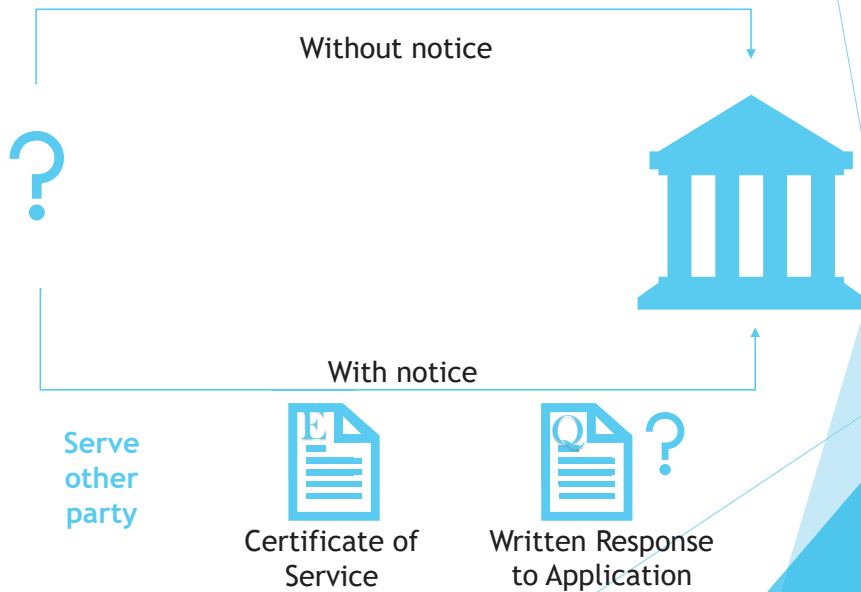 Without notice
?
With notice
Serve
other
party
E
Certificate of
Service
Q
?
Written Response
to Application